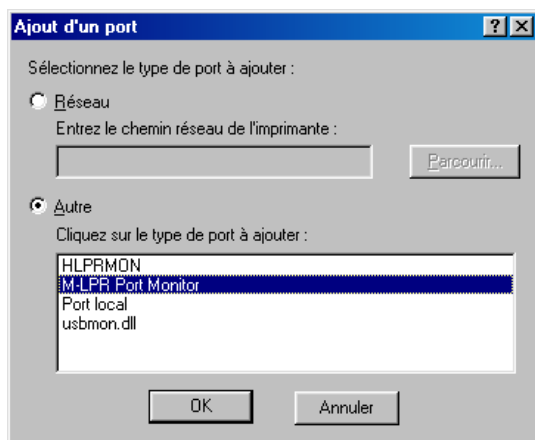 Ajout d'un port
Sélectionnez le type de port à ajouter :
Réseau
Entrez le chemin réseau de l'imprimante :
Parcourir...
Autre
Cliquez sur le type de port à ajouter :
HLPRMON
M-LPR Port Monitor
Port local
usbmon.dll
OK
Annuler